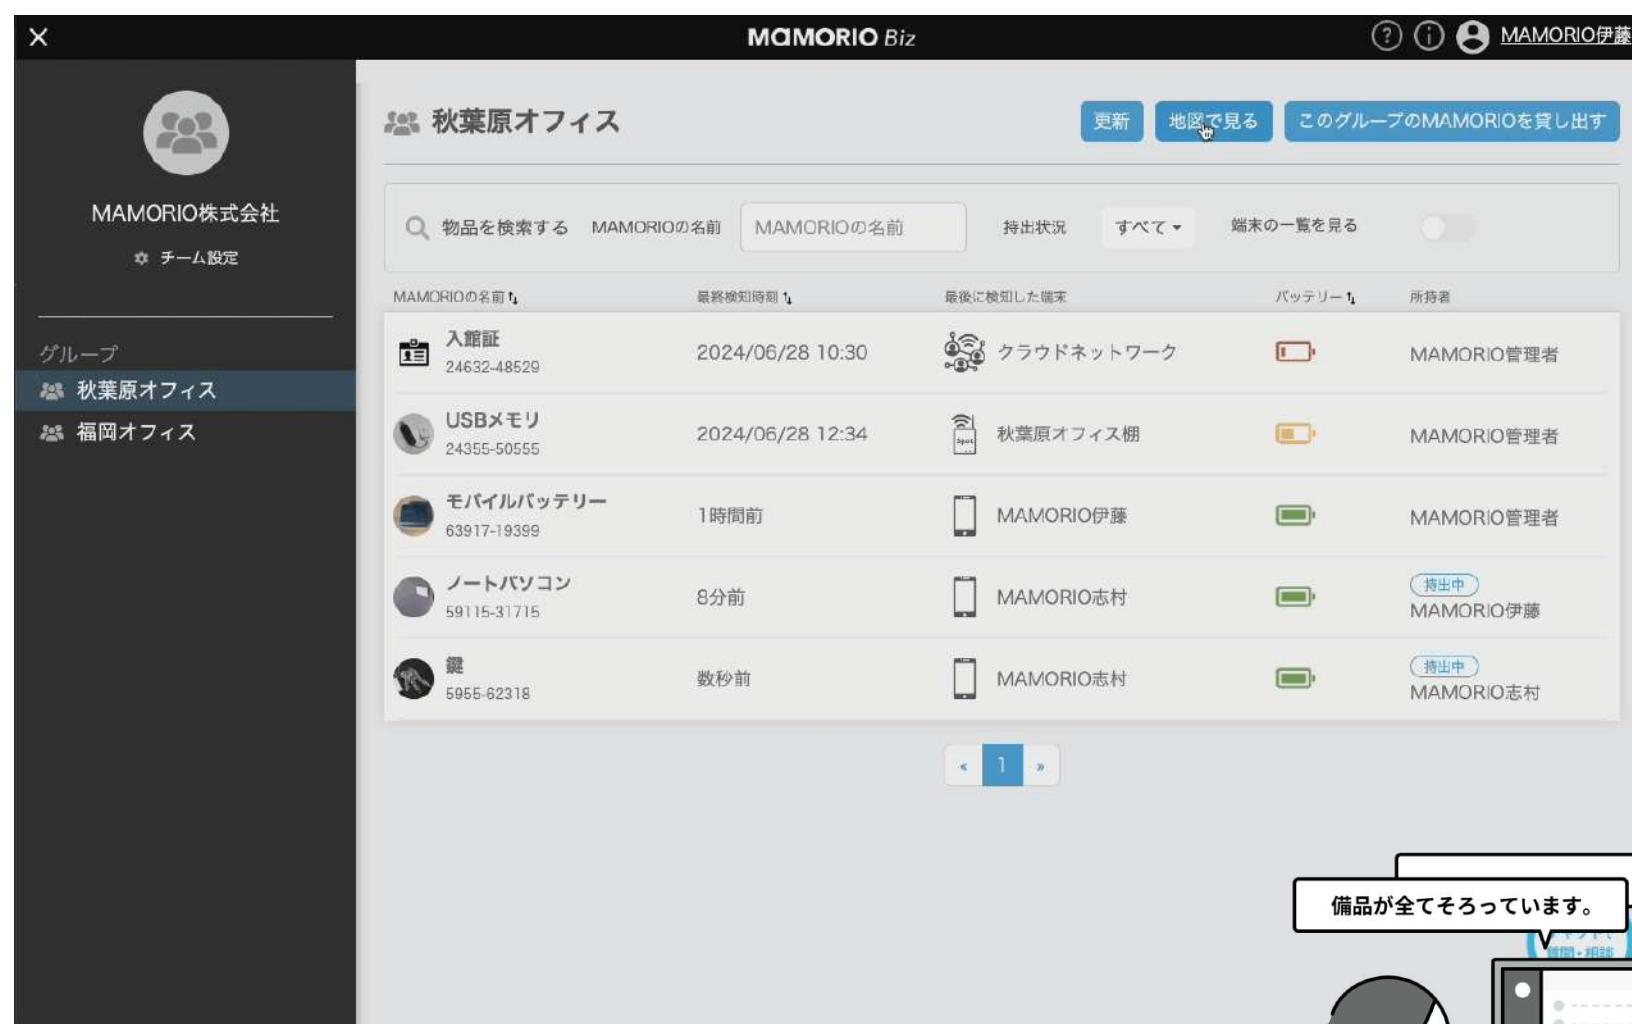 MAMORIO Biz
MAMORIO伊藤
MAMORIO株式会社
チーム設定
グループ
秋葉原オフィス
福岡オフィス
秋葉原オフィス
更新
地図で見る
このグループのMAMORIOを貸し出す
物品を検索する MAMORIOの名前 MAMORIOの名前 持出状況 すべて 端末の一覧を見る
MAMORIOの名前 最終検知時刻 最後に検知した端末 バッテリー 所持者
入館証
24632-48529
2024/06/28 10:30
クラウドネットワーク
MAMORIO管理者
USBメモリ
24355-50555
2024/06/28 12:34
Spot
秋葉原オフィス棚
MAMORIO管理者
モバイルバッテリー
63917-19399
1時間前
MAMORIO伊藤
MAMORIO管理者
ノートパソコン
59115-31715
8分前
MAMORIO志村
持出中
MAMORIO伊藤
鍵
5955-62318
数秒前
MAMORIO志村
持出中
MAMORIO志村
« 1 »
備品が全てそろっています。
質問・相談